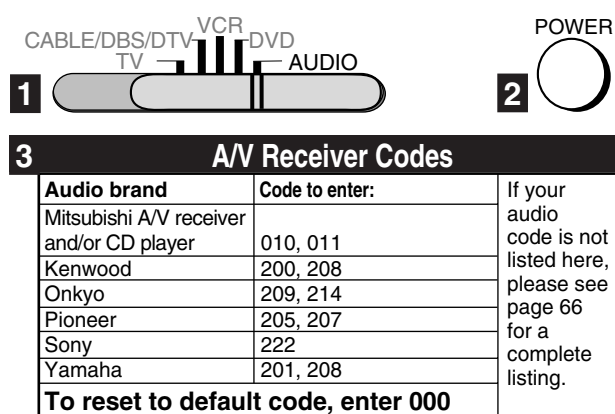 VCR
CABLE/DBS/DTV
DVD
TV
AUDIO
1
POWER
2
3
A/V Receiver Codes
Audio brand Code to enter:
Mitsubishi A/V receiver
and/or CD player 010, 011
Kenwood 200, 208
Onkyo 209, 214
Pioneer 205, 207
Sony 222
Yamaha 201, 208
To reset to default code, enter 000
If your
audio
code is not
listed here,
please see
page 66
for a
complete
listing.